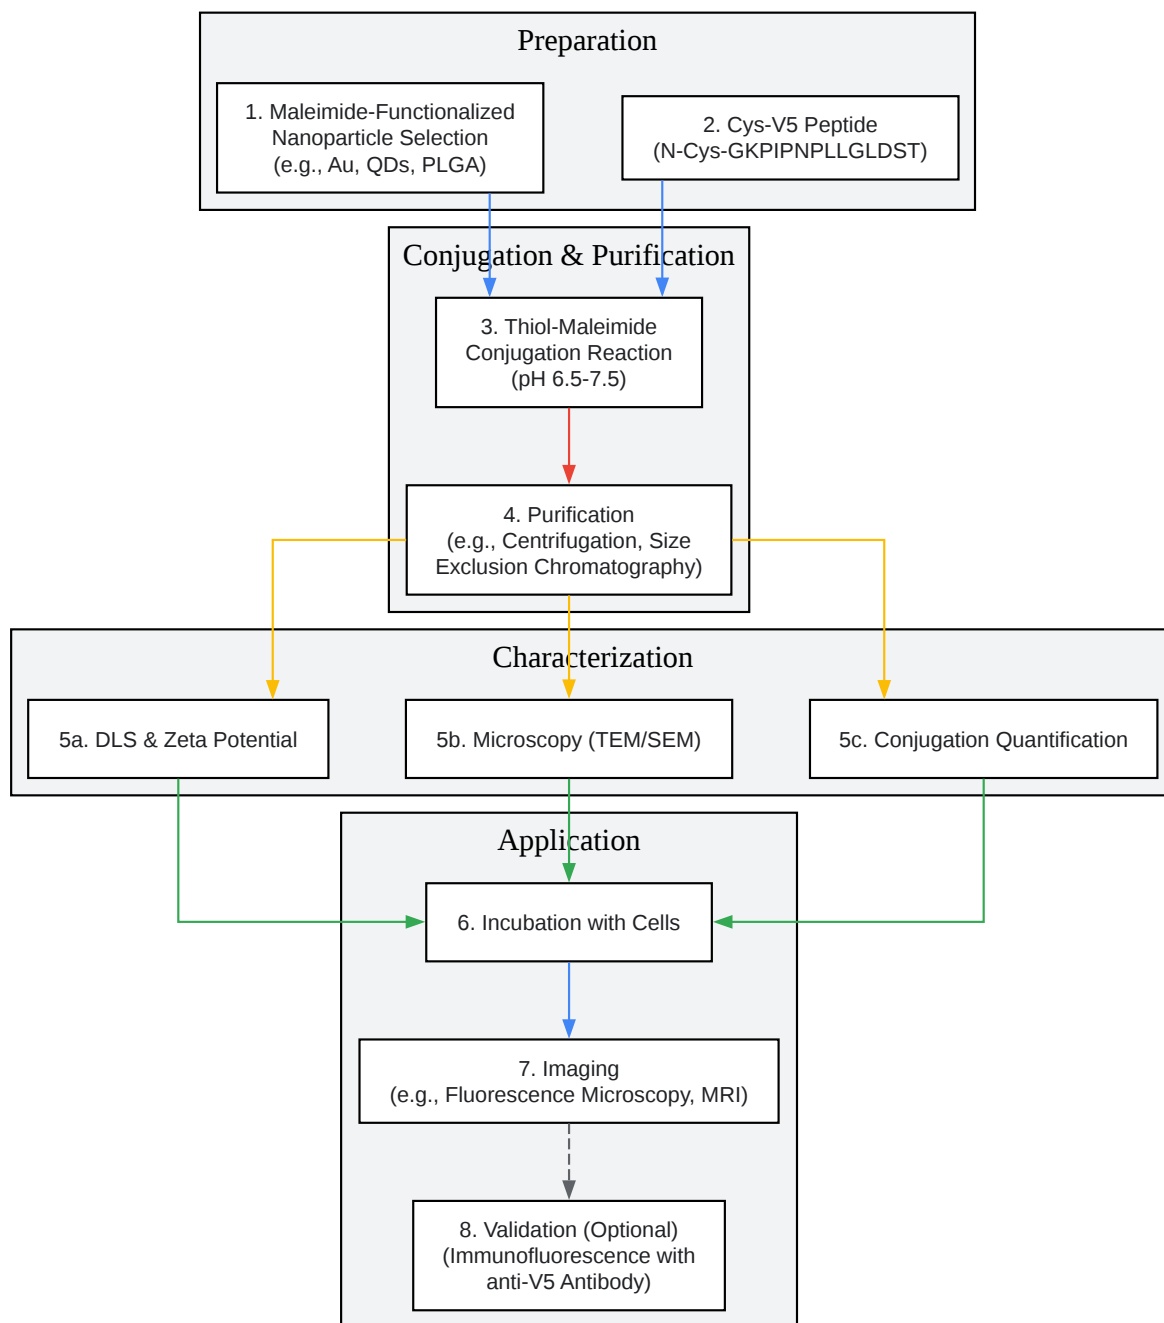 Preparation
1. Maleimide-Functionalized
Nanoparticle Selection
(e.g., Au, QDs, PLGA)
2. Cys-V5 Peptide
(N-Cys-GKPIPNPLLGLDST)
Conjugation & Purification
3. Thiol-Maleimide
Conjugation Reaction
(pH 6.5-7.5)
4. Purification
(e.g., Centrifugation, Size
Exclusion Chromatography)
Characterization
5a. DLS & Zeta Potential
5b. Microscopy (TEM/SEM)
5c. Conjugation Quantification
Application
6. Incubation with Cells
7. Imaging
(e.g., Fluorescence Microscopy, MRI)
8. Validation (Optional)
(Immunofluorescence with
anti-V5 Antibody)